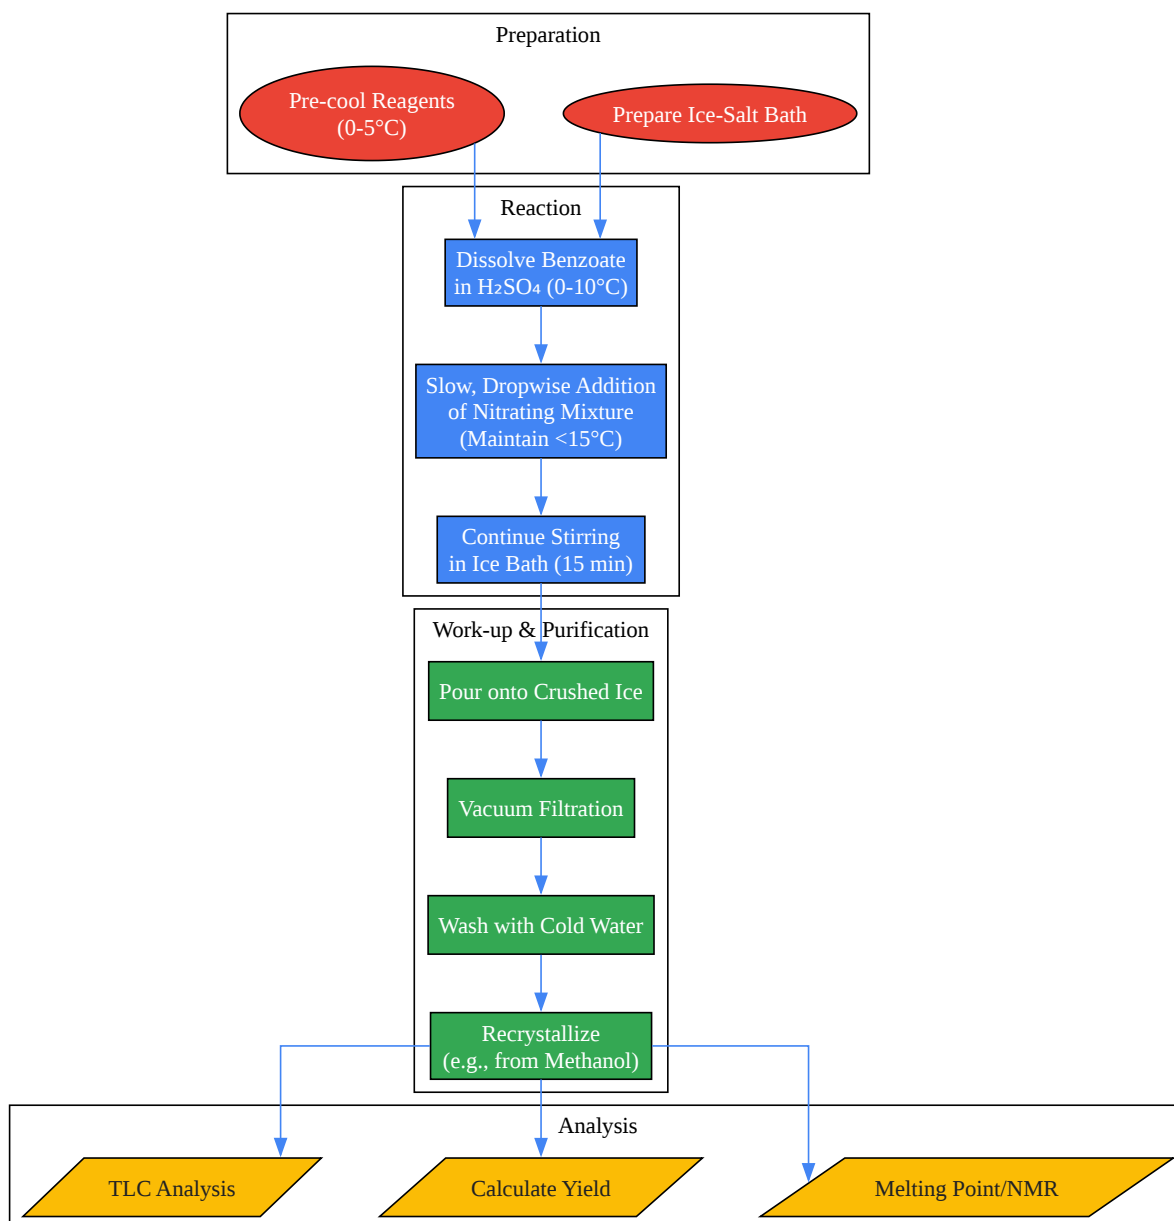 Preparation
Pre-cool Reagents
(0-5°C)
Prepare Ice-Salt Bath
Reaction
Dissolve Benzoate
in H₂SO₄ (0-10°C)
Slow, Dropwise Addition
of Nitrating Mixture
(Maintain <15°C)
Continue Stirring
in Ice Bath (15 min)
Work-up & Purification
Pour onto Crushed Ice
Vacuum Filtration
Wash with Cold Water
Recrystallize
(e.g., from Methanol)
Analysis
TLC Analysis
Calculate Yield
Melting Point/NMR